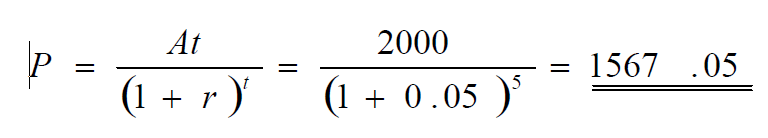 P = At / (1 + r)^t = 2000 / (1 + 0.05)^5 = 1567 .05